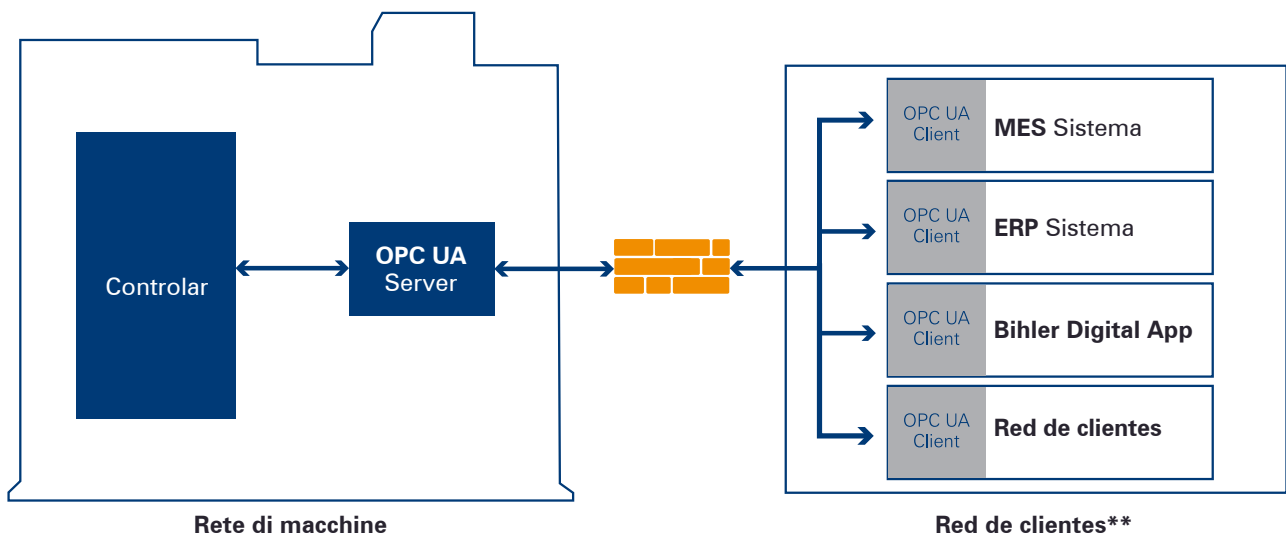 Controlar
OPC UA
Server
OPC UA
Client
MES Sistema
OPC UA
Client
ERP Sistema
OPC UA
Client
Bihler Digital App
OPC UA
Client
Red de clientes
Rete di macchine
Red de clientes**